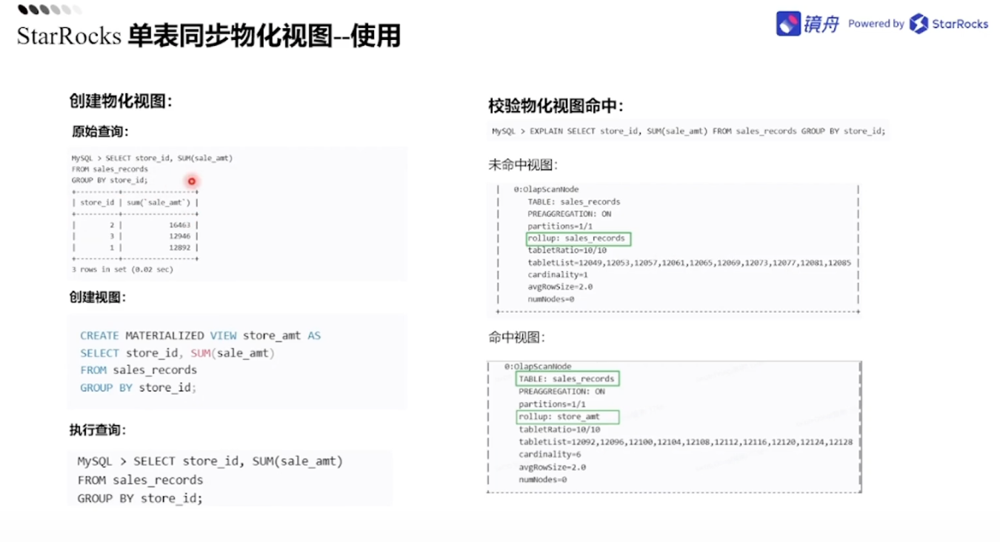 StarRocks 单表同步物化视图--使用
镜舟 Powered by StarRocks
创建物化视图：
原始查询：
MySQL > SELECT store_id, SUM(sale_amt)
FROM sales_records
GROUP BY store_id;
+----------+-----------------+
| store_id | sum(`sale_amt`) |
+----------+-----------------+
| 2 | 16463 |
| 3 | 12946 |
| 1 | 12892 |
+----------+-----------------+
3 rows in set (0.02 sec)
创建视图：
CREATE MATERIALIZED VIEW store_amt AS
SELECT store_id, SUM(sale_amt)
FROM sales_records
GROUP BY store_id;
执行查询：
MySQL > SELECT store_id, SUM(sale_amt)
FROM sales_records
GROUP BY store_id;
校验物化视图命中：
MySQL > EXPLAIN SELECT store_id, SUM(sale_amt) FROM sales_records GROUP BY store_id;
未命中视图：
| 0:OlapScanNode |
| TABLE: sales_records |
| PREAGGREGATION: ON |
| partitions=1/1 |
| rollup: sales_records |
| tabletRatio=10/10 |
| tabletList=12049,12053,12057,12061,12065,12069,12073,12077,12081,12085 |
| cardinality=1 |
| avgRowSize=2.0 |
| numNodes=0 |
命中视图：
| 0:OlapScanNode |
| TABLE: sales_records |
| PREAGGREGATION: ON |
| partitions=1/1 |
| rollup: store_amt |
| tabletRatio=10/10 |
| tabletList=12092,12096,12100,12104,12108,12112,12116,12120,12124,12128 |
| cardinality=6 |
| avgRowSize=2.0 |
| numNodes=0 |